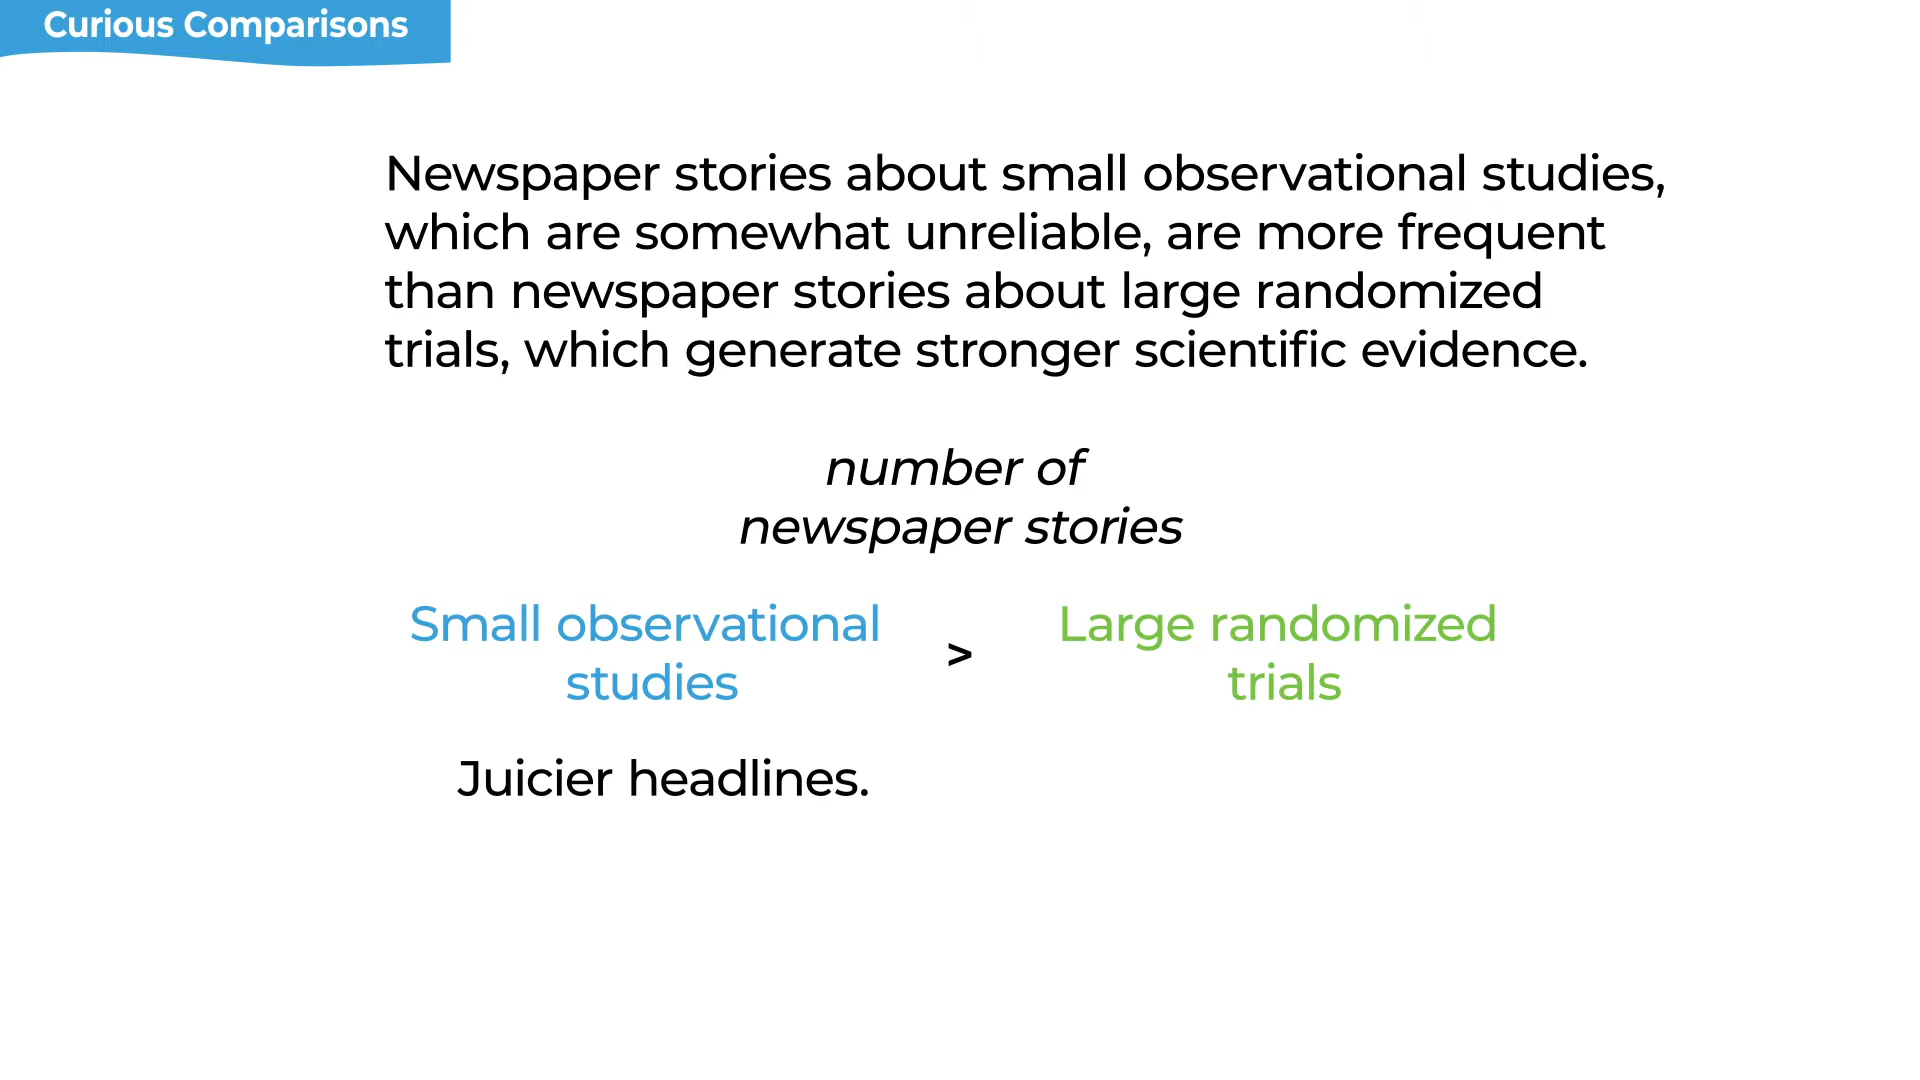 Curious Comparisons
Newspaper stories about small observational studies,
which are somewhat unreliable, are more frequent
than newspaper stories about large randomized
trials, which generate stronger scientific evidence.
number of
newspaper stories
Small observational
studies
>
Large randomized
trials
Juicier headlines.